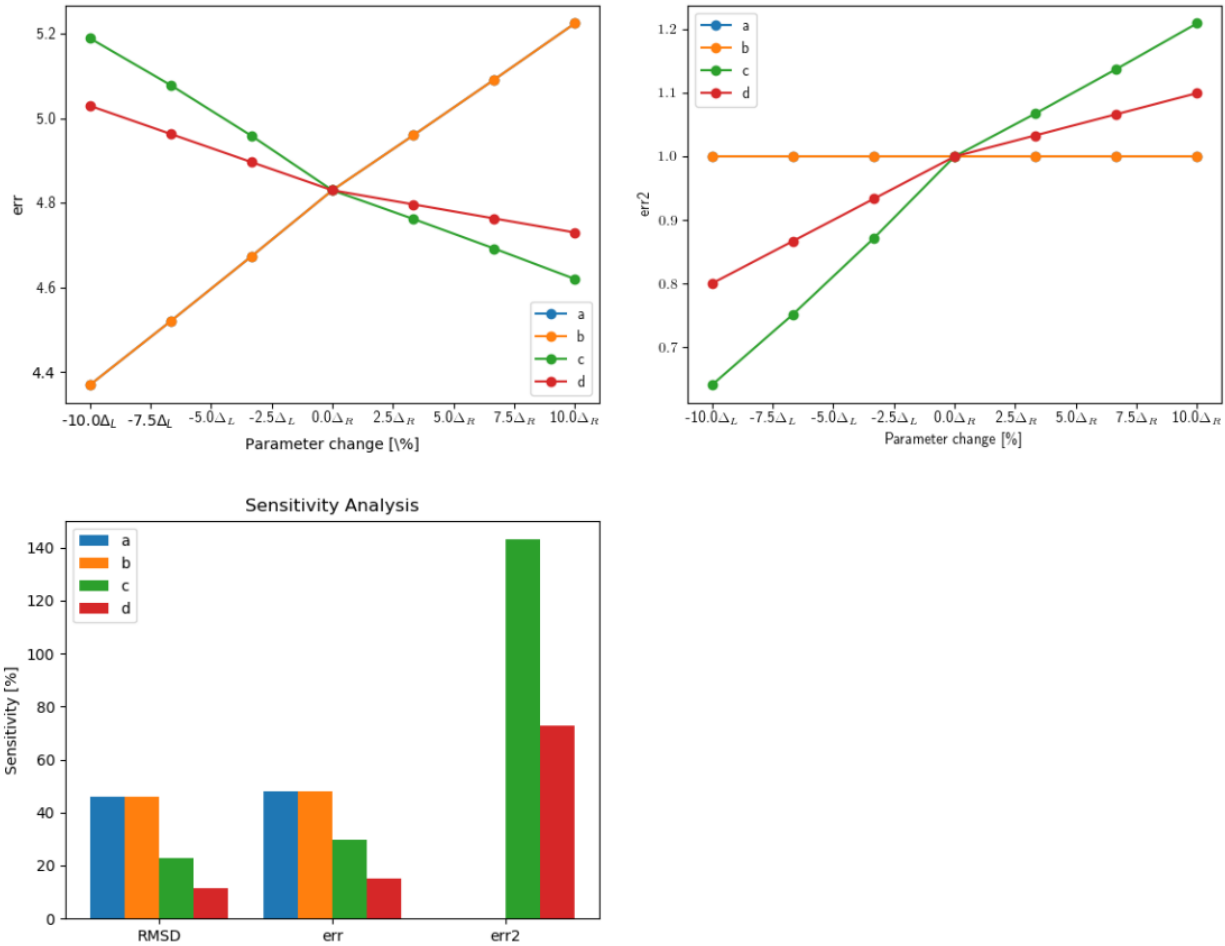 5.2
5.0
4.8
4.6
4.4
err
a
b
c
d
-10.0Δ_L -7.5Δ_L -5.0Δ_L -2.5Δ_L 0.0Δ_R 2.5Δ_R 5.0Δ_R 7.5Δ_R 10.0Δ_R
Parameter change [\%]
1.2
1.1
1.0
0.9
0.8
0.7
err2
a
b
c
d
-10.0Δ_L -7.5Δ_L -5.0Δ_L -2.5Δ_L 0.0Δ_R 2.5Δ_R 5.0Δ_R 7.5Δ_R 10.0Δ_R
Parameter change [%]
Sensitivity Analysis
140
120
100
80
60
40
20
0
Sensitivity [%]
a
b
c
d
RMSD err err2